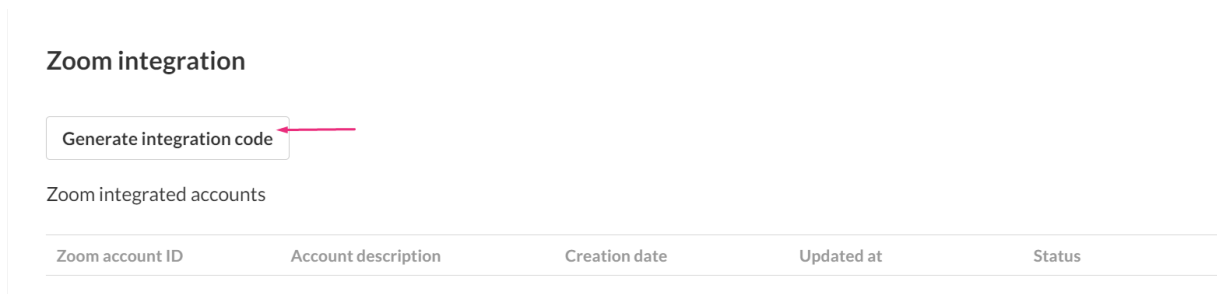 Zoom integration
Generate integration code
Zoom integrated accounts
Zoom account ID Account description Creation date Updated at Status